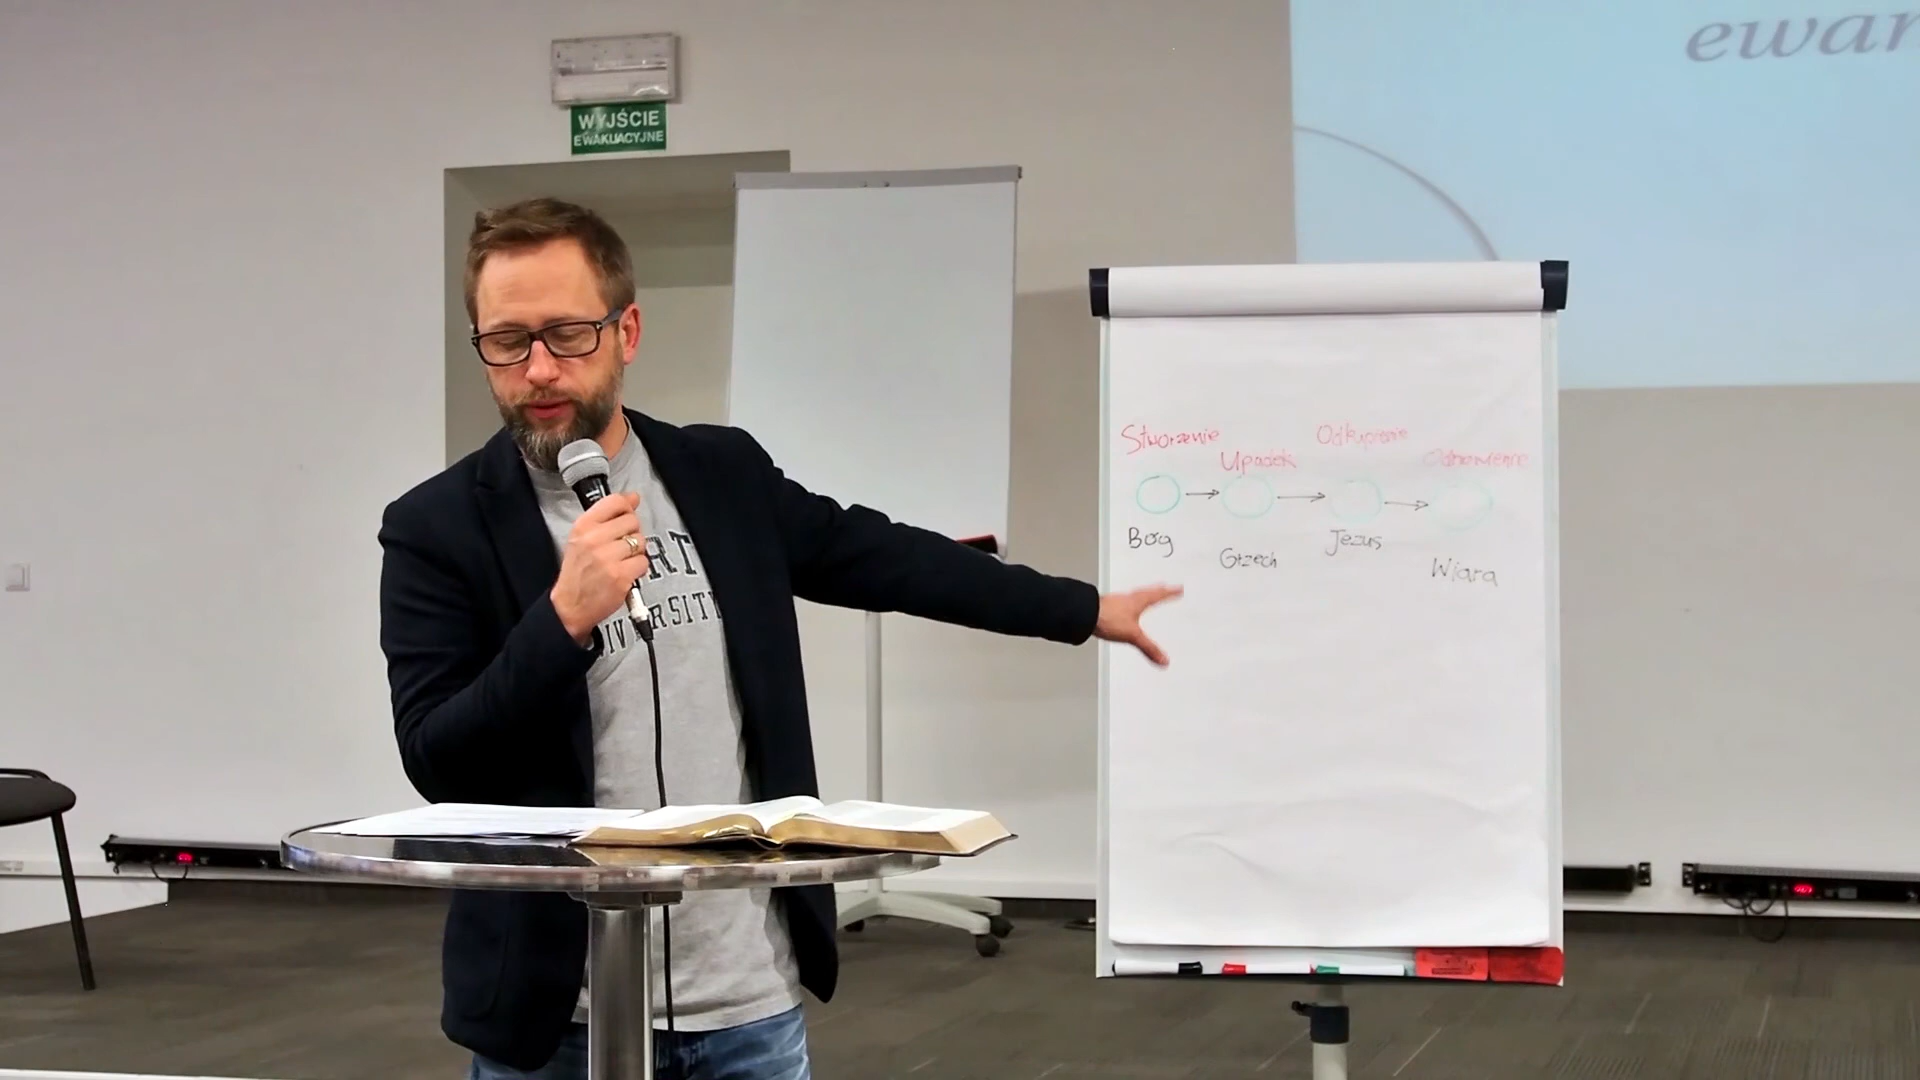 ewan
WYJŚCIE
EWAKUACYJNE
Stworzenie
Upadek
Odkupienie
Odnowienie
Bóg
Grzech
Jezus
Wiara